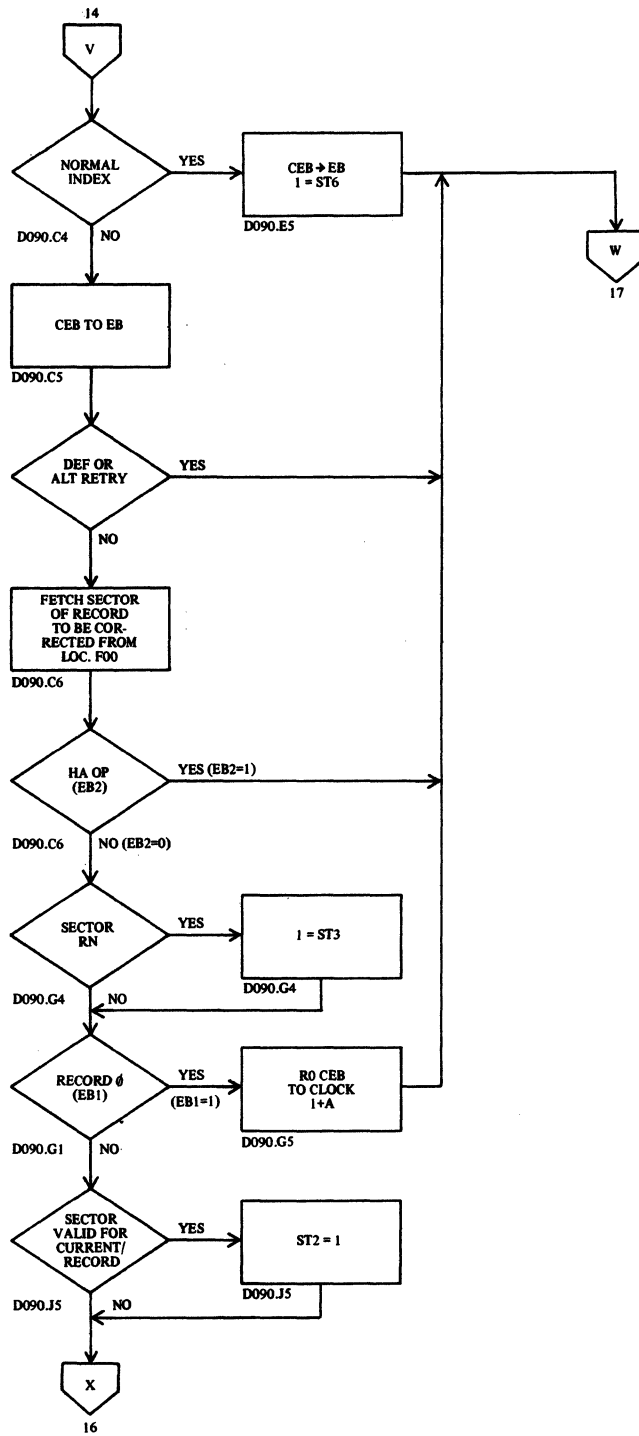 14
V
NORMAL
INDEX
YES
CEB → EB
1 = ST6
D090.E5
W
17
D090.C4
NO
CEB TO EB
D090.C5
DEF OR
ALT RETRY
YES
NO
FETCH SECTOR
OF RECORD
TO BE COR-
RECTED FROM
LOC. F00
D090.C6
HA OP
(EB2)
YES (EB2=1)
D090.C6
NO (EB2=0)
SECTOR
RN
YES
1 = ST3
D090.G4
D090.G4
NO
RECORD ø
(EB1)
YES
(EB1=1)
R0 CEB
TO CLOCK
1+A
D090.G5
D090.G1
NO
SECTOR
VALID FOR
CURRENT/
RECORD
YES
ST2 = 1
D090.J5
D090.J5
NO
X
16